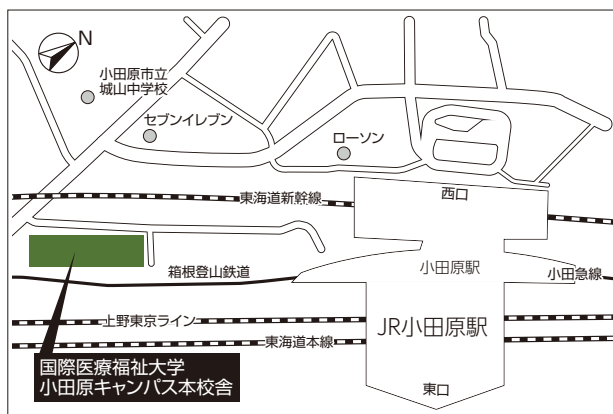 N
小田原市立
城山中学校
セブンイレブン
ローソン
西口
東海道新幹線
小田原駅
箱根登山鉄道
小田急線
上野東京ライン
JR小田原駅
東海道本線
国際医療福祉大学
小田原キャンパス本校舎
東口